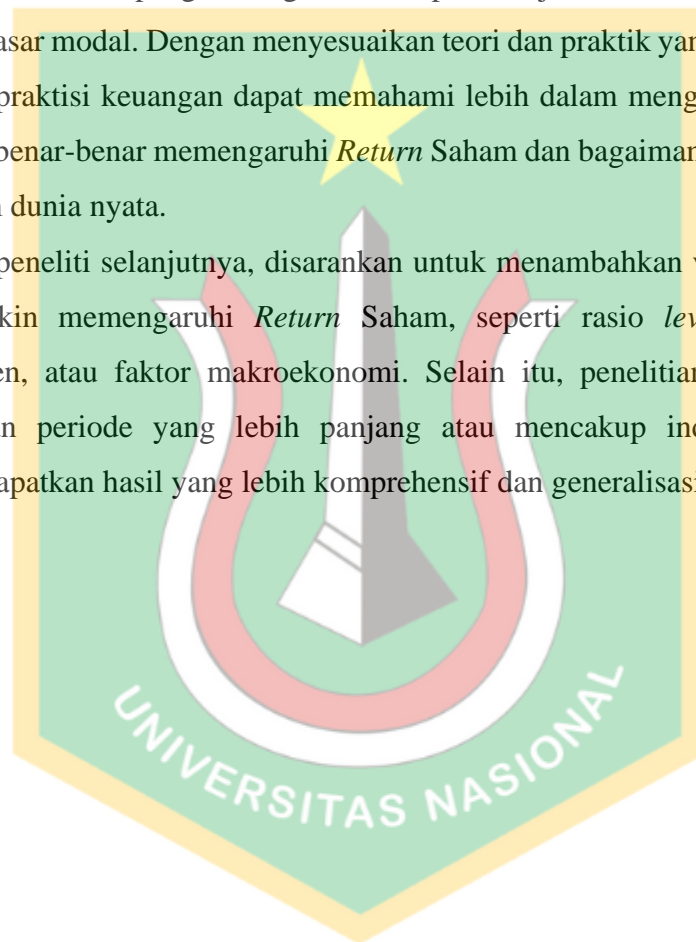 asar modal. Dengan menyesuaikan teori dan praktik yan
praktisi keuangan dapat memahami lebih dalam meng
benar-benar memengaruhi Return Saham dan bagaiman
dunia nyata.
peneliti selanjutnya, disarankan untuk menambahkan v
kin memengaruhi Return Saham, seperti rasio lev
en, atau faktor makroekonomi. Selain itu, penelitian
n periode yang lebih panjang atau mencakup ind
apatkan hasil yang lebih komprehensif dan generalisasi
UNIVERSITAS NASIONAL